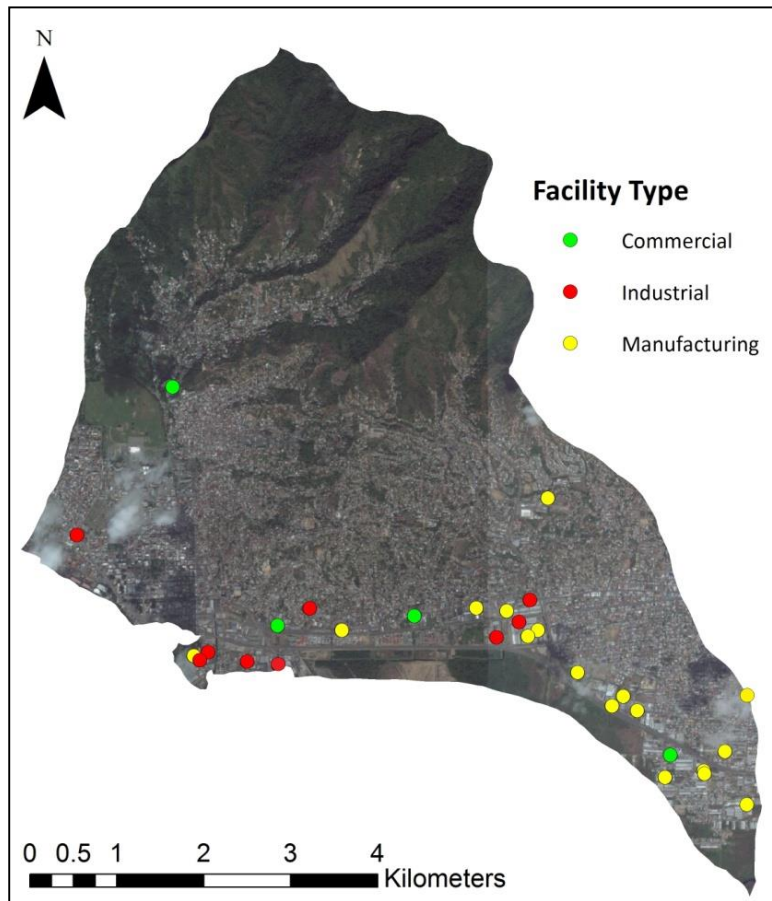 N
Facility Type
Commercial
Industrial
Manufacturing
0 0.5 1 2 3 4
Kilometers